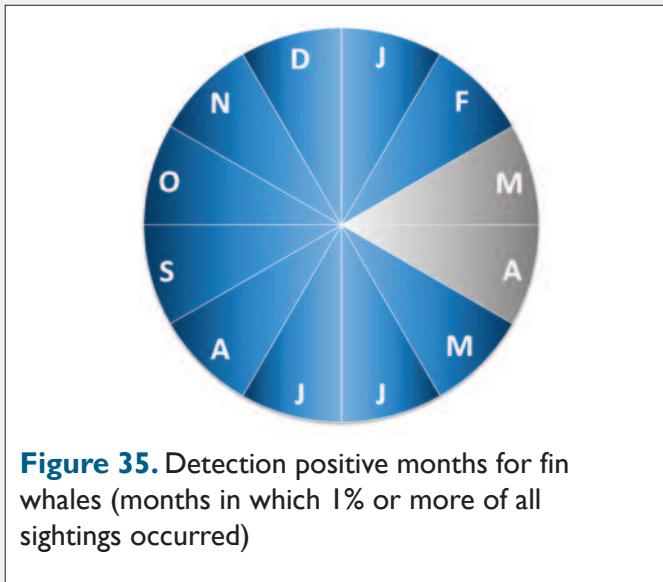 D J
N F
O M
S A
A M
J J
Figure 35. Detection positive months for fin
whales (months in which 1% or more of all
sightings occurred)